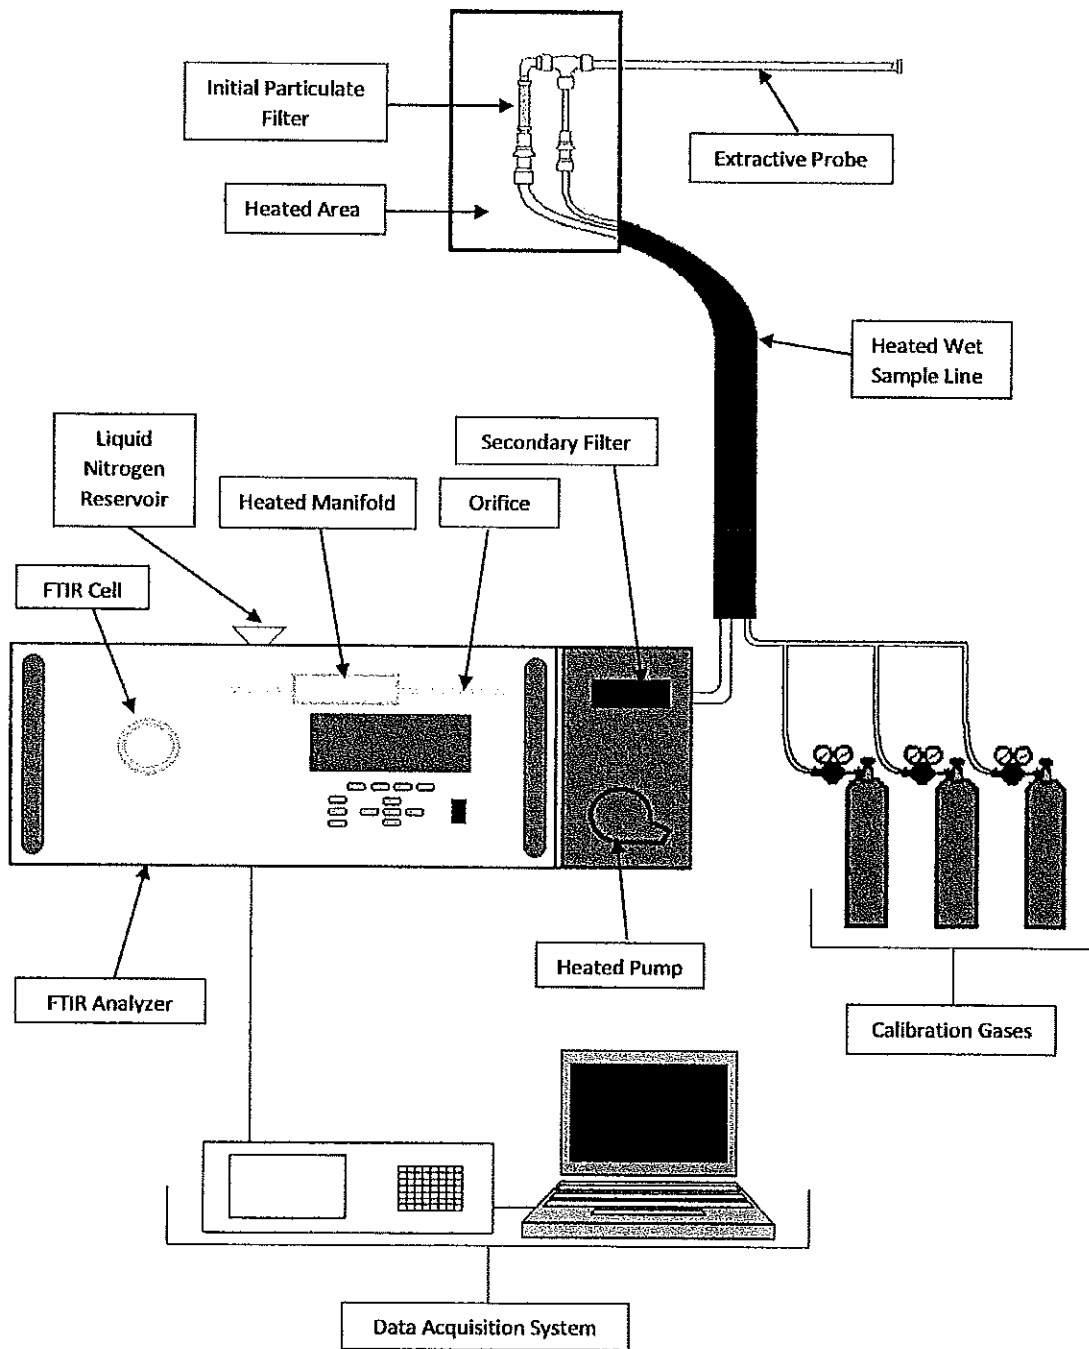 Initial Particulate
Filter
Extractive Probe
Heated Area
Heated Wet
Sample Line
Liquid
Nitrogen
Reservoir
Secondary Filter
Heated Manifold
Orifice
FTIR Cell
Heated Pump
FTIR Analyzer
Calibration Gases
Data Acquisition System